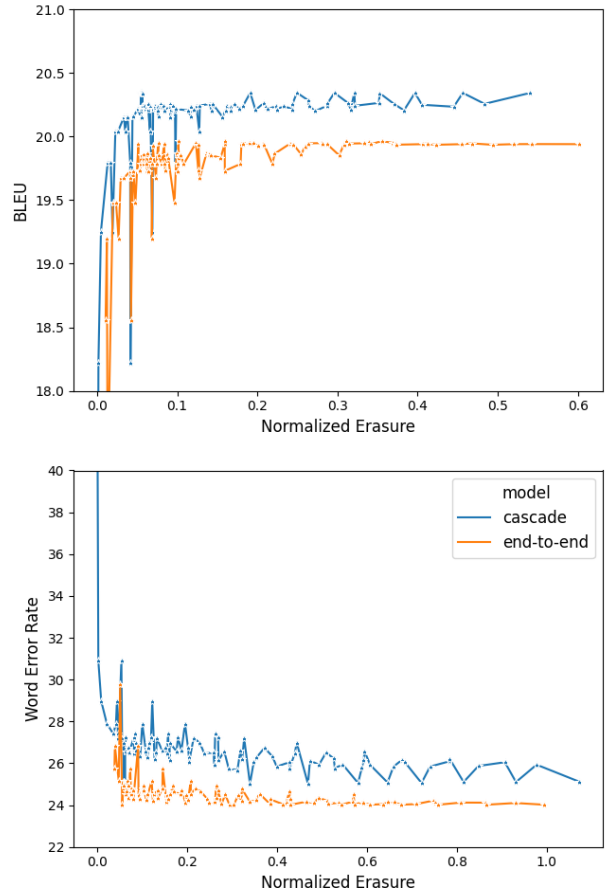 21.0
20.5
20.0
19.5
19.0
18.5
18.0
BLEU
0.0 0.1 0.2 0.3 0.4 0.5 0.6
Normalized Erasure
40
38
36
34
32
30
28
26
24
22
Word Error Rate
model
cascade
end-to-end
0.0 0.2 0.4 0.6 0.8 1.0
Normalized Erasure